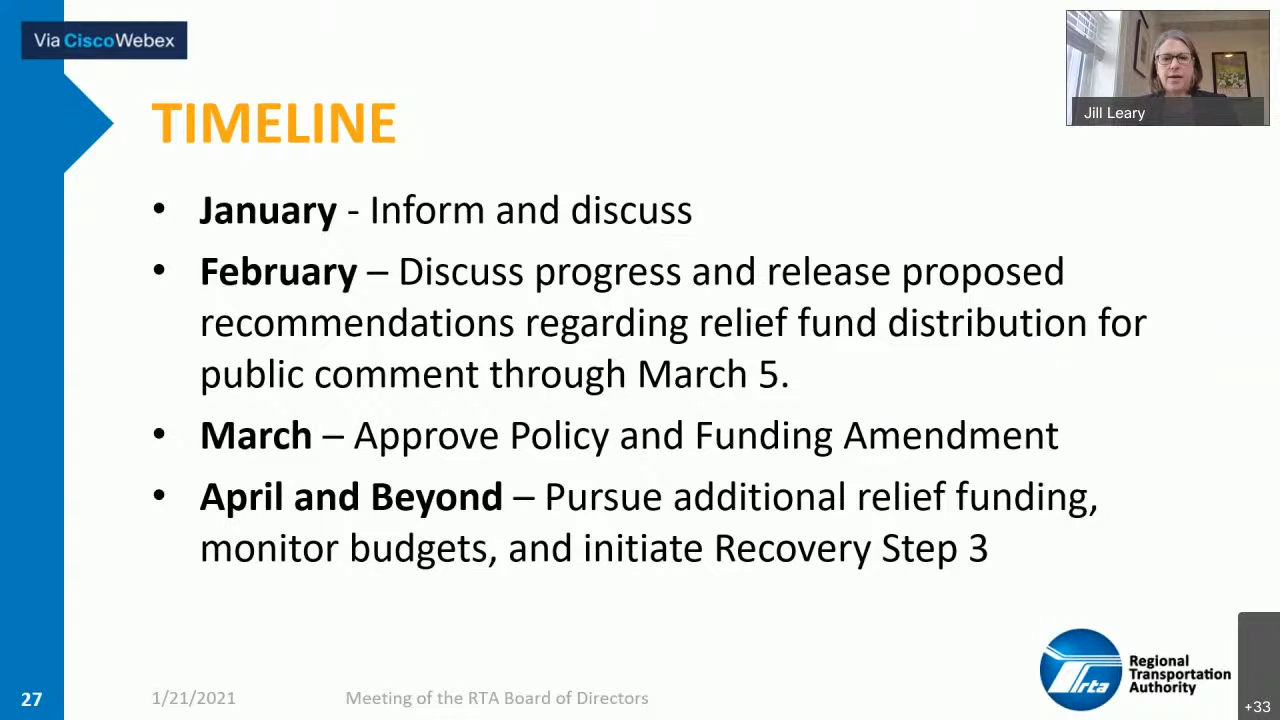 Via CiscoWebex
Jill Leary
TIMELINE
• January - Inform and discuss
• February – Discuss progress and release proposed
recommendations regarding relief fund distribution for
public comment through March 5.
• March – Approve Policy and Funding Amendment
• April and Beyond – Pursue additional relief funding,
monitor budgets, and initiate Recovery Step 3
27
1/21/2021
Meeting of the RTA Board of Directors
rta
Regional
Transportation
Authority
+33